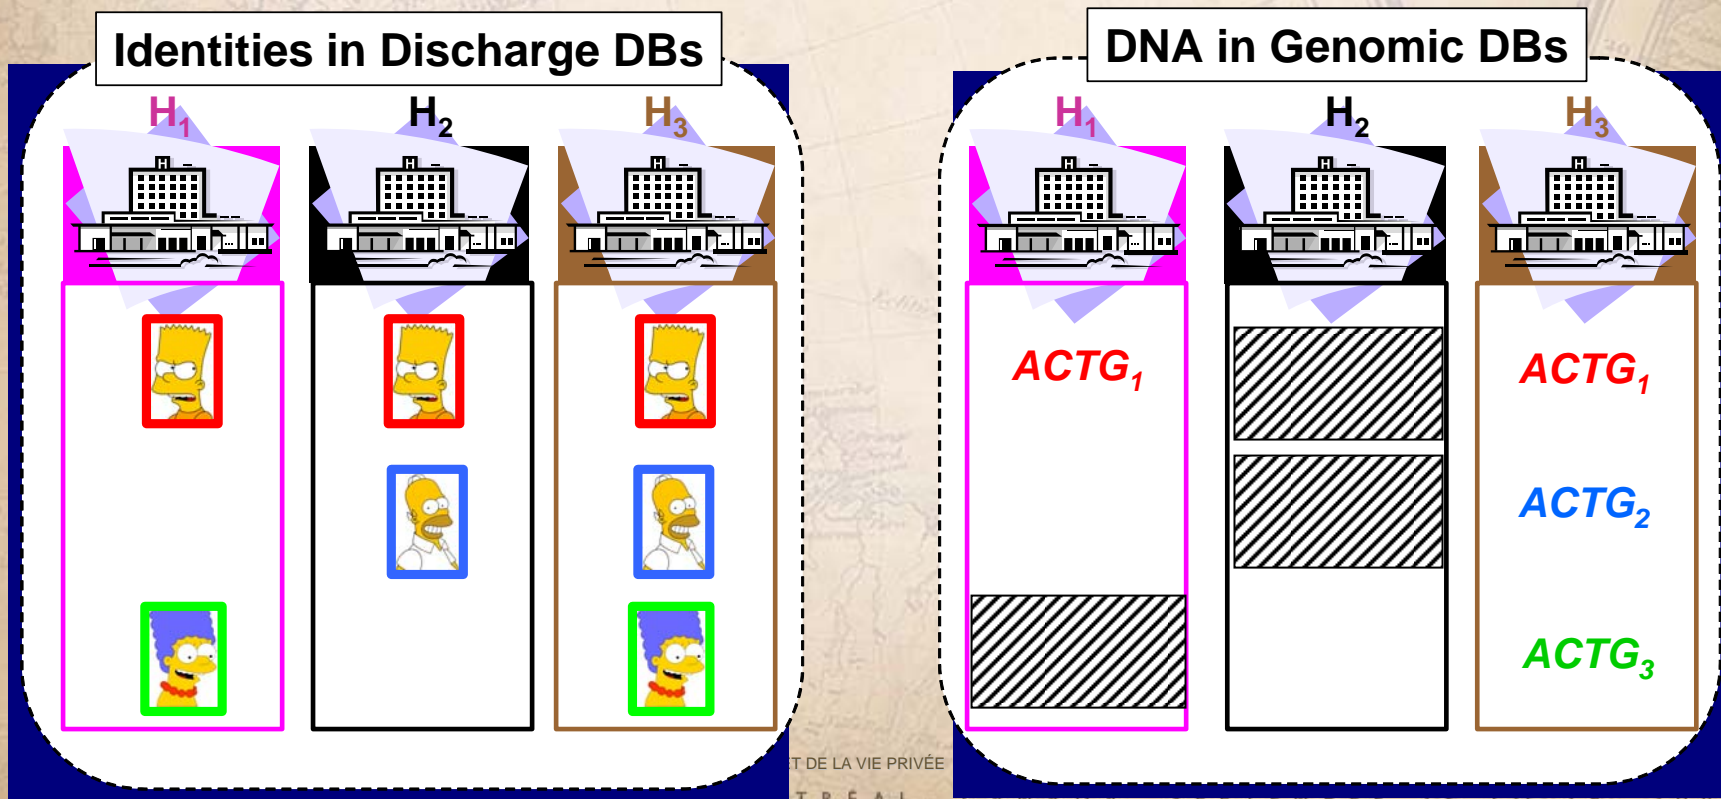 Identities in Discharge DBs
H1 H2 H3
DNA in Genomic DBs
H1 H2 H3
ACTG1 ACTG1
ACTG2
ACTG3
T DE LA VIE PRIVÉE